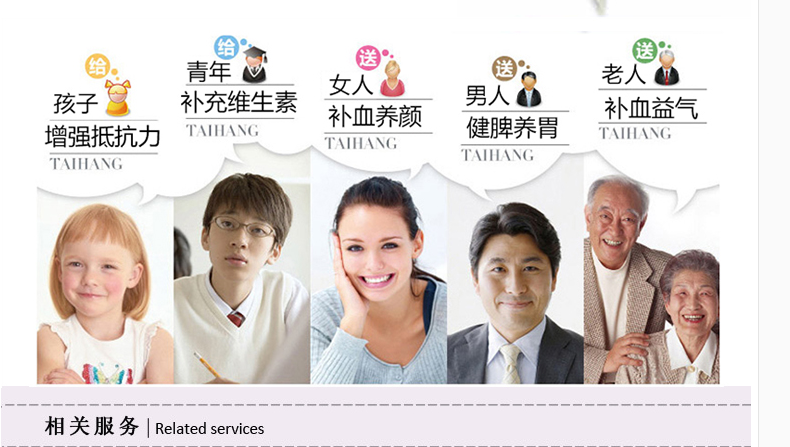 给
孩子
增强抵抗力
TAIHANG
给
青年
补充维生素
TAIHANG
送
女人
补血养颜
TAIHANG
送
男人
健脾养胃
TAIHANG
送
老人
补血益气
TAIHANG
相关服务 | Related services